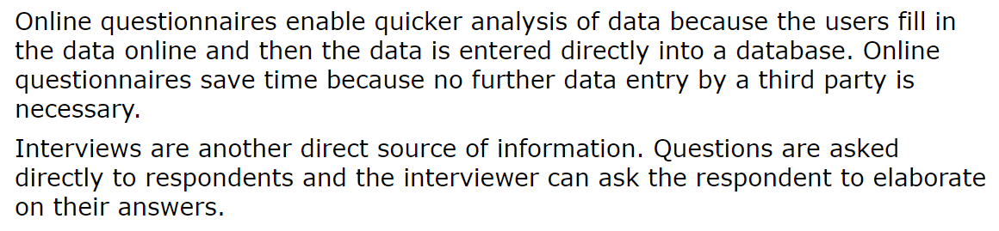 Online questionnaires enable quicker analysis of data because the users fill in
the data online and then the data is entered directly into a database. Online
questionnaires save time because no further data entry by a third party is
necessary.
Interviews are another direct source of information. Questions are asked
directly to respondents and the interviewer can ask the respondent to elaborate
on their answers.